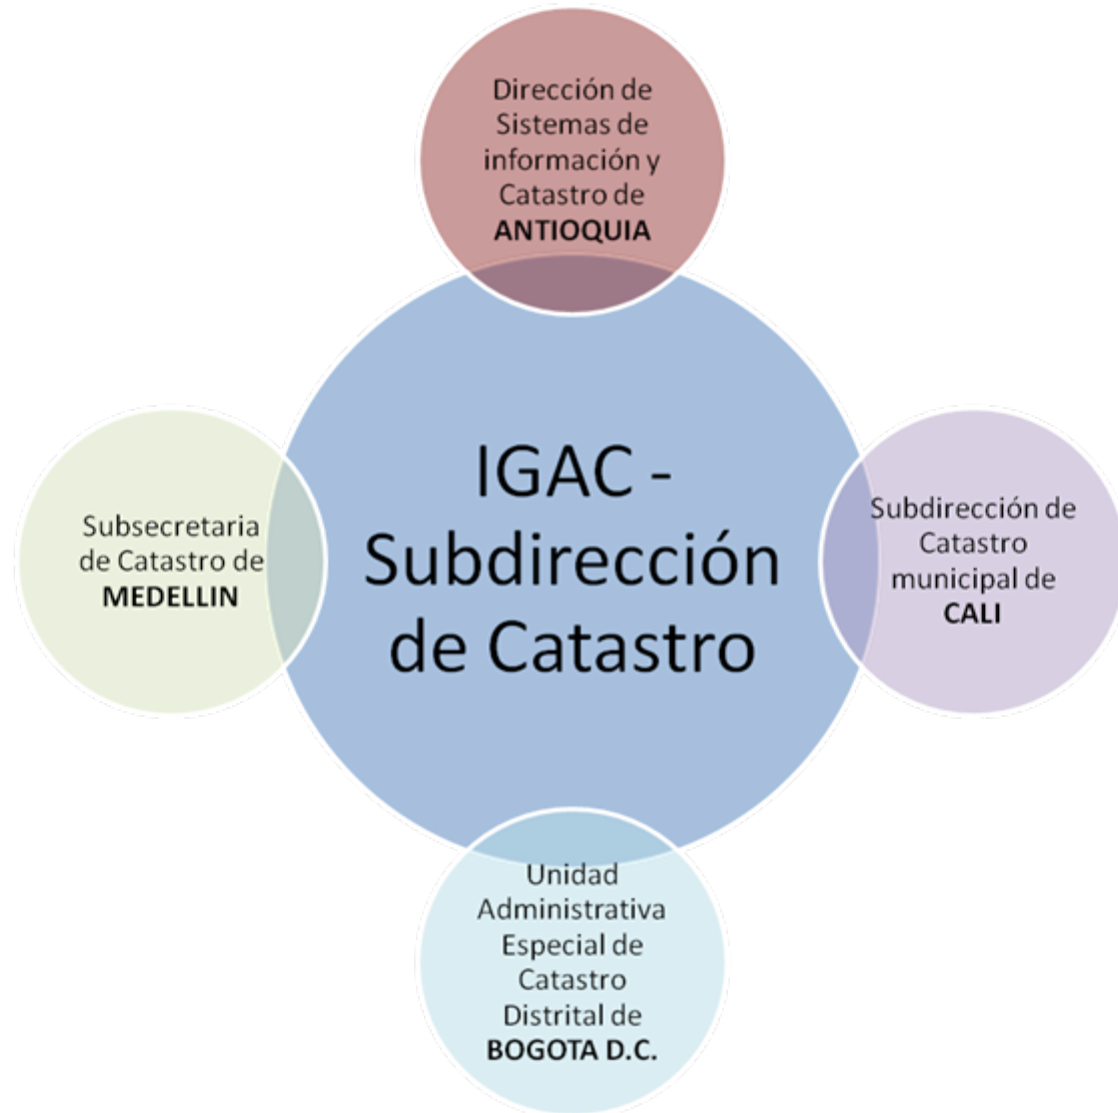 Dirección de
Sistemas de
información y
Catastro de
ANTIOQUIA
IGAC -
Subdirección
de Catastro
Subsecretaria
de Catastro de
MEDELLIN
Subdirección de
Catastro
municipal de
CALI
Unidad
Administrativa
Especial de
Catastro
Distrital de
BOGOTA D.C.